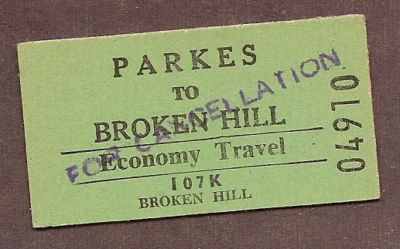 PARKES
TO
BROKEN HILL
Economy Travel
107K
BROKEN HILL
FOR CANCELLATION
04910